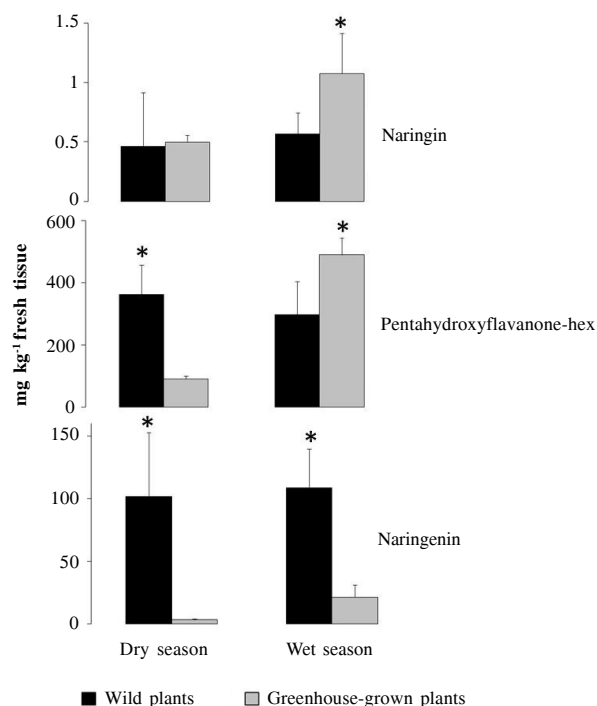 1.5
*
1
Naringin
0.5
0
600
*
*
400
Pentahydroxyflavanone-hex
200
0
mg kg-1 fresh tissue
150
*
*
100
Naringenin
50
0
Dry season Wet season
Wild plants Greenhouse-grown plants